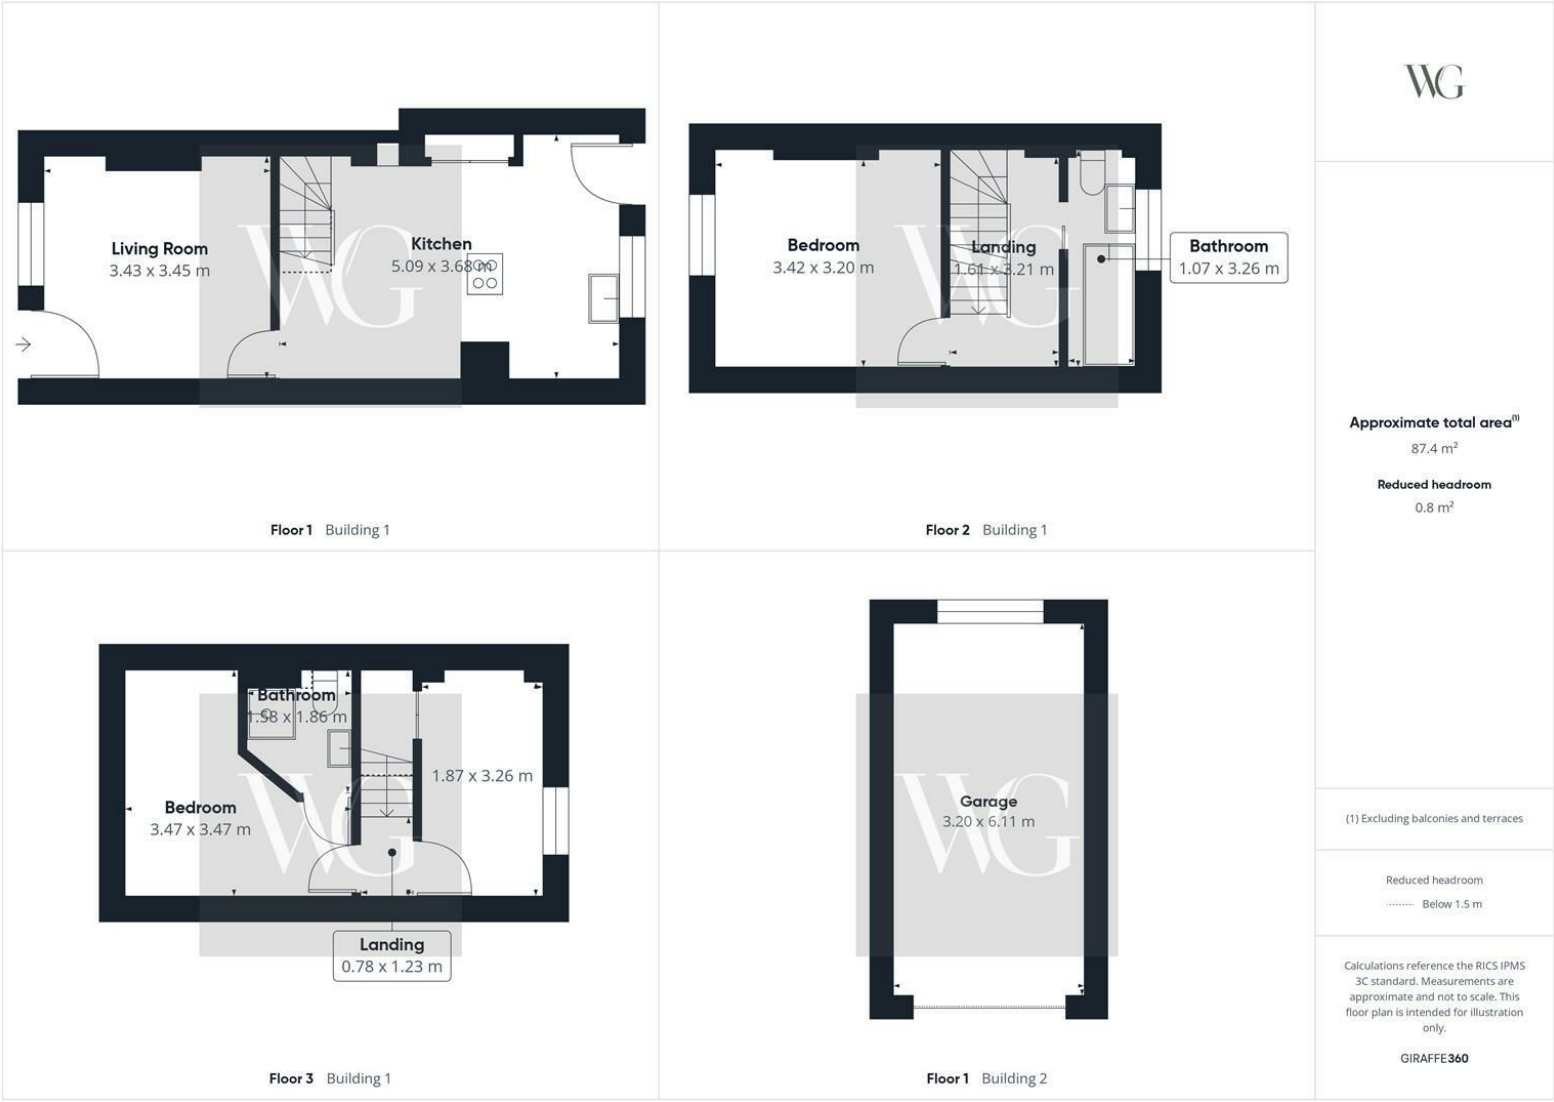 Living Room
3.43 x 3.45 m
Kitchen
5.09 x 3.68 m
WG
Floor 1 Building 1
Bedroom
3.42 x 3.20 m
Landing
1.61 x 3.21 m
Bathroom
1.07 x 3.26 m
WG
Floor 2 Building 1
Bathroom
1.58 x 1.86 m
1.87 x 3.26 m
Bedroom
3.47 x 3.47 m
WG
Landing
0.78 x 1.23 m
Floor 3 Building 1
Garage
3.20 x 6.11 m
WG
Floor 1 Building 2
WG
Approximate total area(1)
87.4 m²
Reduced headroom
0.8 m²
(1) Excluding balconies and terraces
Reduced headroom
Below 1.5 m
Calculations reference the RICS IPMS
3C standard. Measurements are
approximate and not to scale. This
floor plan is intended for illustration
only.
GIRAFFE360